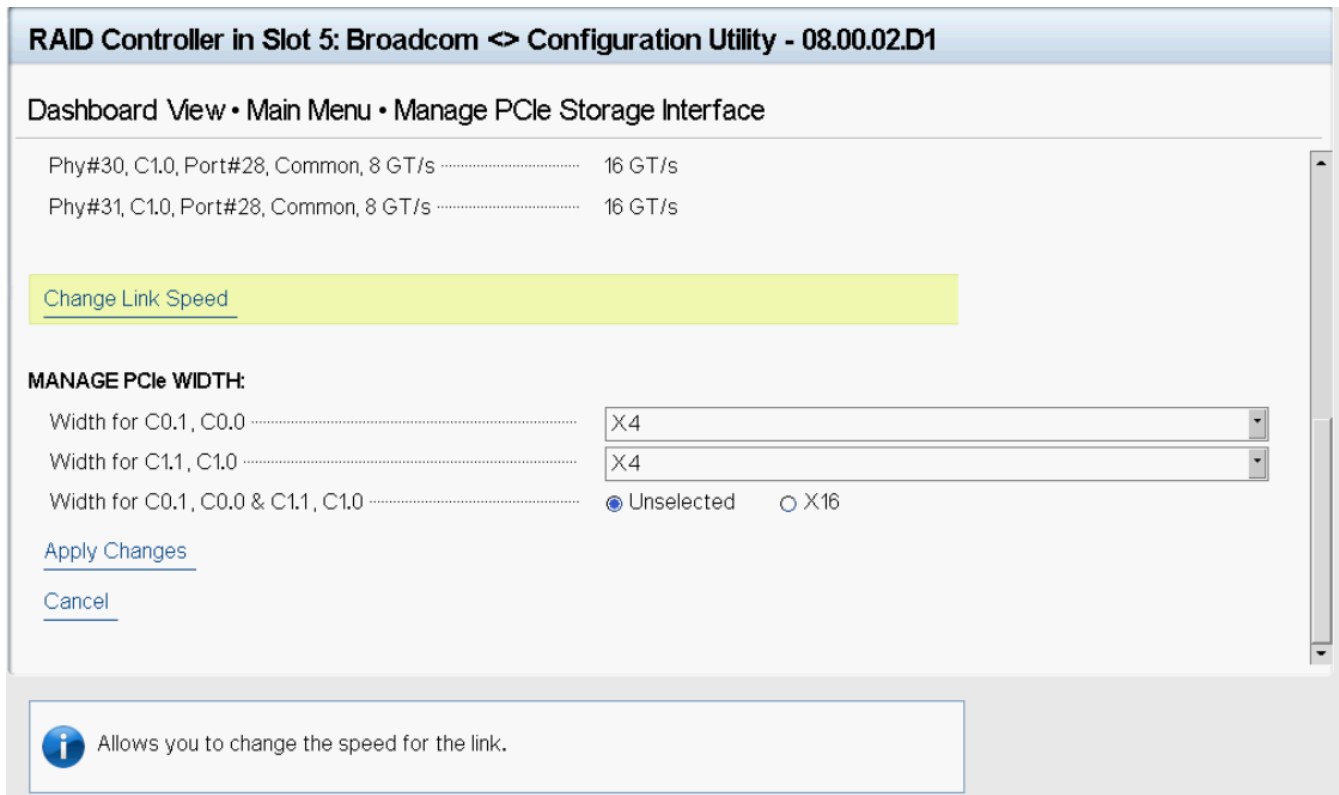 RAID Controller in Slot 5: Broadcom <> Configuration Utility - 08.00.02.D1
Dashboard View • Main Menu • Manage PCIe Storage Interface
Phy#30, C1.0, Port#28, Common, 8 GT/s 16 GT/s
Phy#31, C1.0, Port#28, Common, 8 GT/s 16 GT/s
Change Link Speed
MANAGE PCIe WIDTH:
Width for C0.1, C0.0 X4
Width for C1.1, C1.0 X4
Width for C0.1, C0.0 & C1.1, C1.0 Unselected X16
Apply Changes
Cancel
Allows you to change the speed for the link.